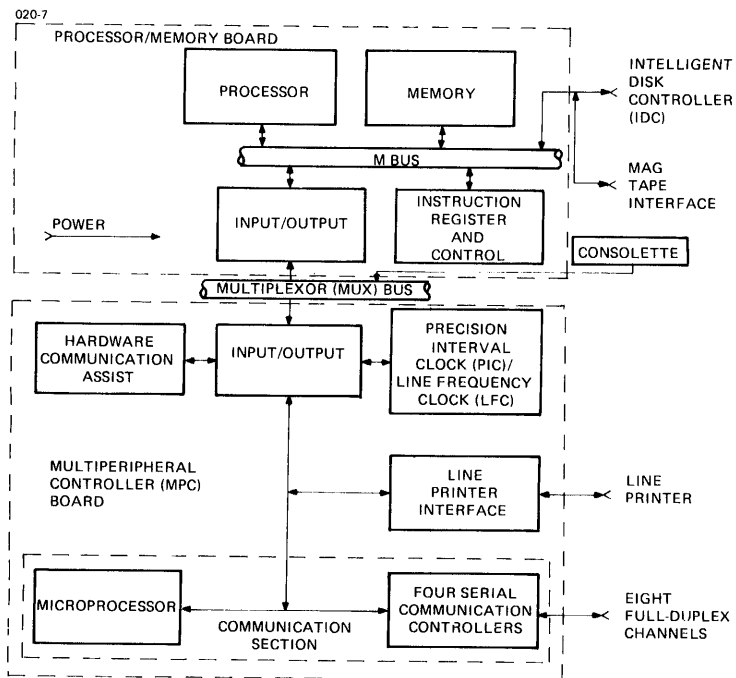 020-7
PROCESSOR/MEMORY BOARD
PROCESSOR
MEMORY
INTELLIGENT
DISK
CONTROLLER
(IDC)
M BUS
MAG
TAPE
INTERFACE
POWER
INPUT/OUTPUT
INSTRUCTION
REGISTER
AND
CONTROL
CONSOLETTE
MULTIPLEXOR (MUX) BUS
HARDWARE
COMMUNICATION
ASSIST
INPUT/OUTPUT
PRECISION
INTERVAL
CLOCK (PIC)/
LINE FREQUENCY
CLOCK (LFC)
MULTIPERIPHERAL
CONTROLLER (MPC)
BOARD
LINE
PRINTER
INTERFACE
LINE
PRINTER
MICROPROCESSOR
COMMUNICATION
SECTION
FOUR SERIAL
COMMUNICATION
CONTROLLERS
EIGHT
FULL-DUPLEX
CHANNELS